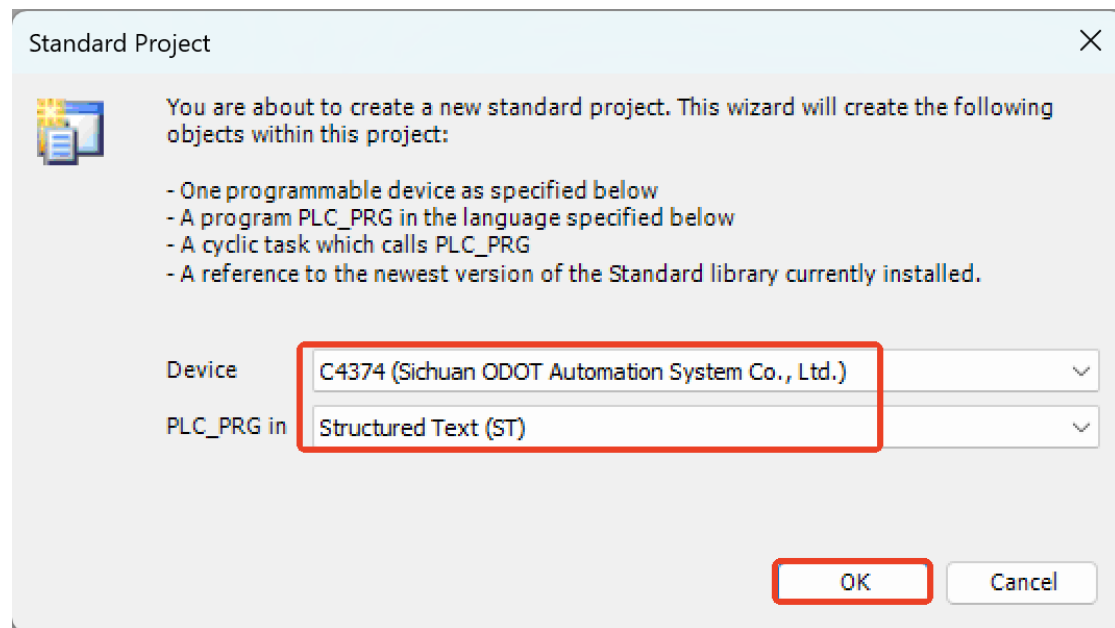 Standard Project
You are about to create a new standard project. This wizard will create the following
objects within this project:
- One programmable device as specified below
- A program PLC_PRG in the language specified below
- A cyclic task which calls PLC_PRG
- A reference to the newest version of the Standard library currently installed.
Device C4374 (Sichuan ODOT Automation System Co., Ltd.)
PLC_PRG in Structured Text (ST)
OK Cancel